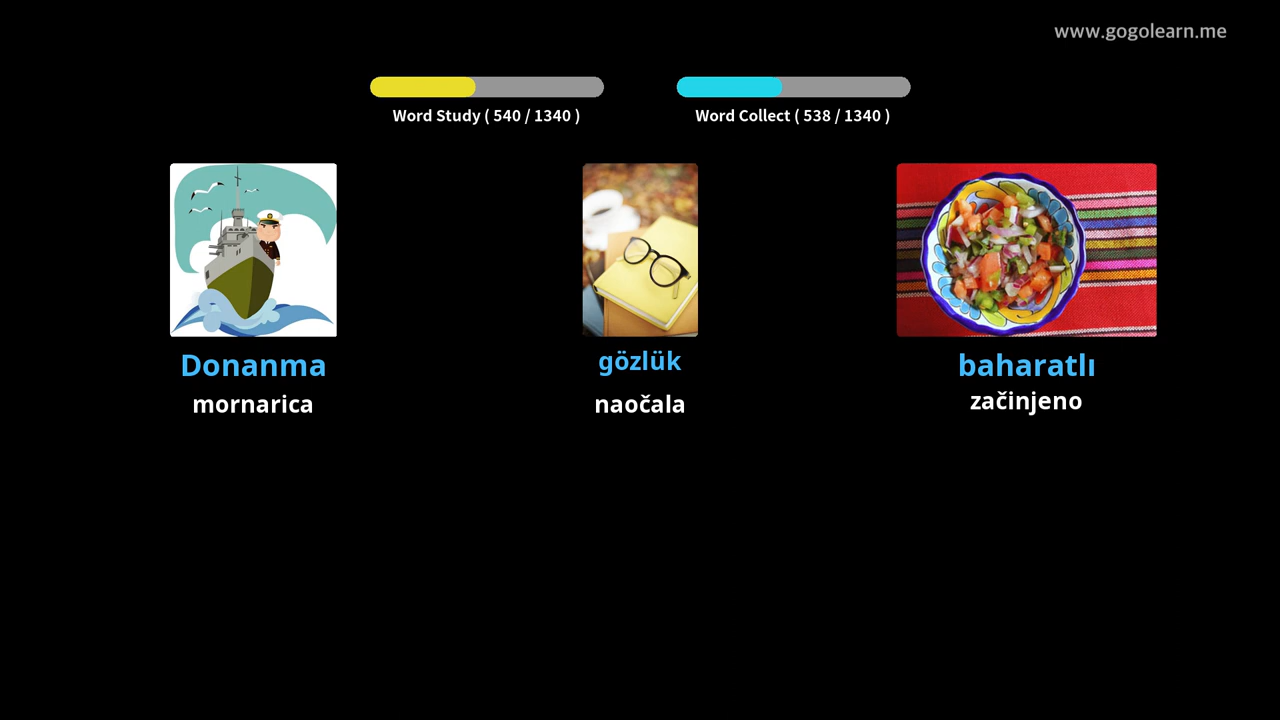 www.gogolearn.me
Word Study ( 540 / 1340 )
Word Collect ( 538 / 1340 )
Donanma
mornarica
gözlük
naočala
baharatlı
začinjeno